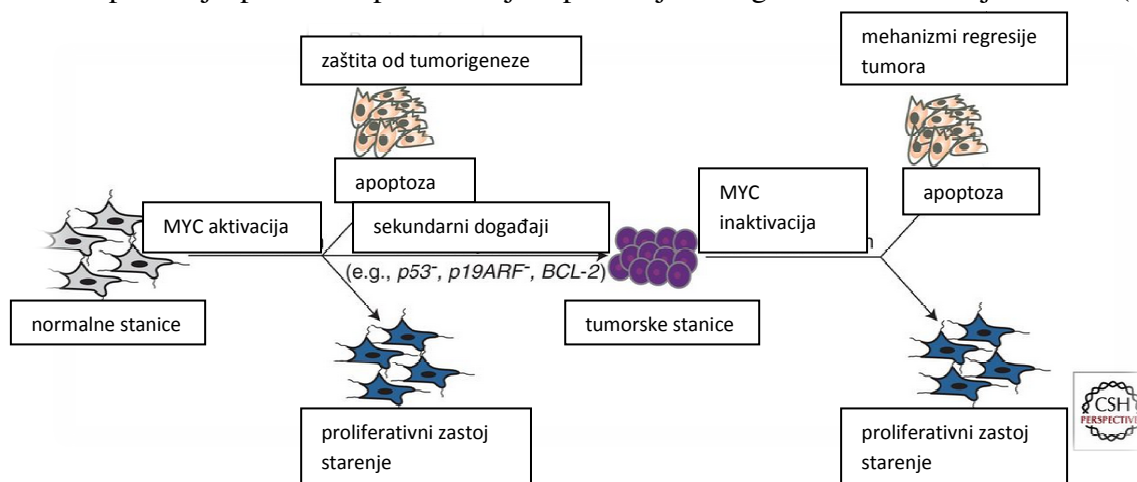 zaštita od tumorigeneze
mehanizmi regresije
tumora
apoptoza
MYC aktivacija
sekundarni događaji
(e.g., p53⁻, p19ARF⁻, BCL-2)
MYC
inaktivacija
apoptoza
normalne stanice
tumorske stanice
proliferativni zastoj
starenje
proliferativni zastoj
starenje
CSH